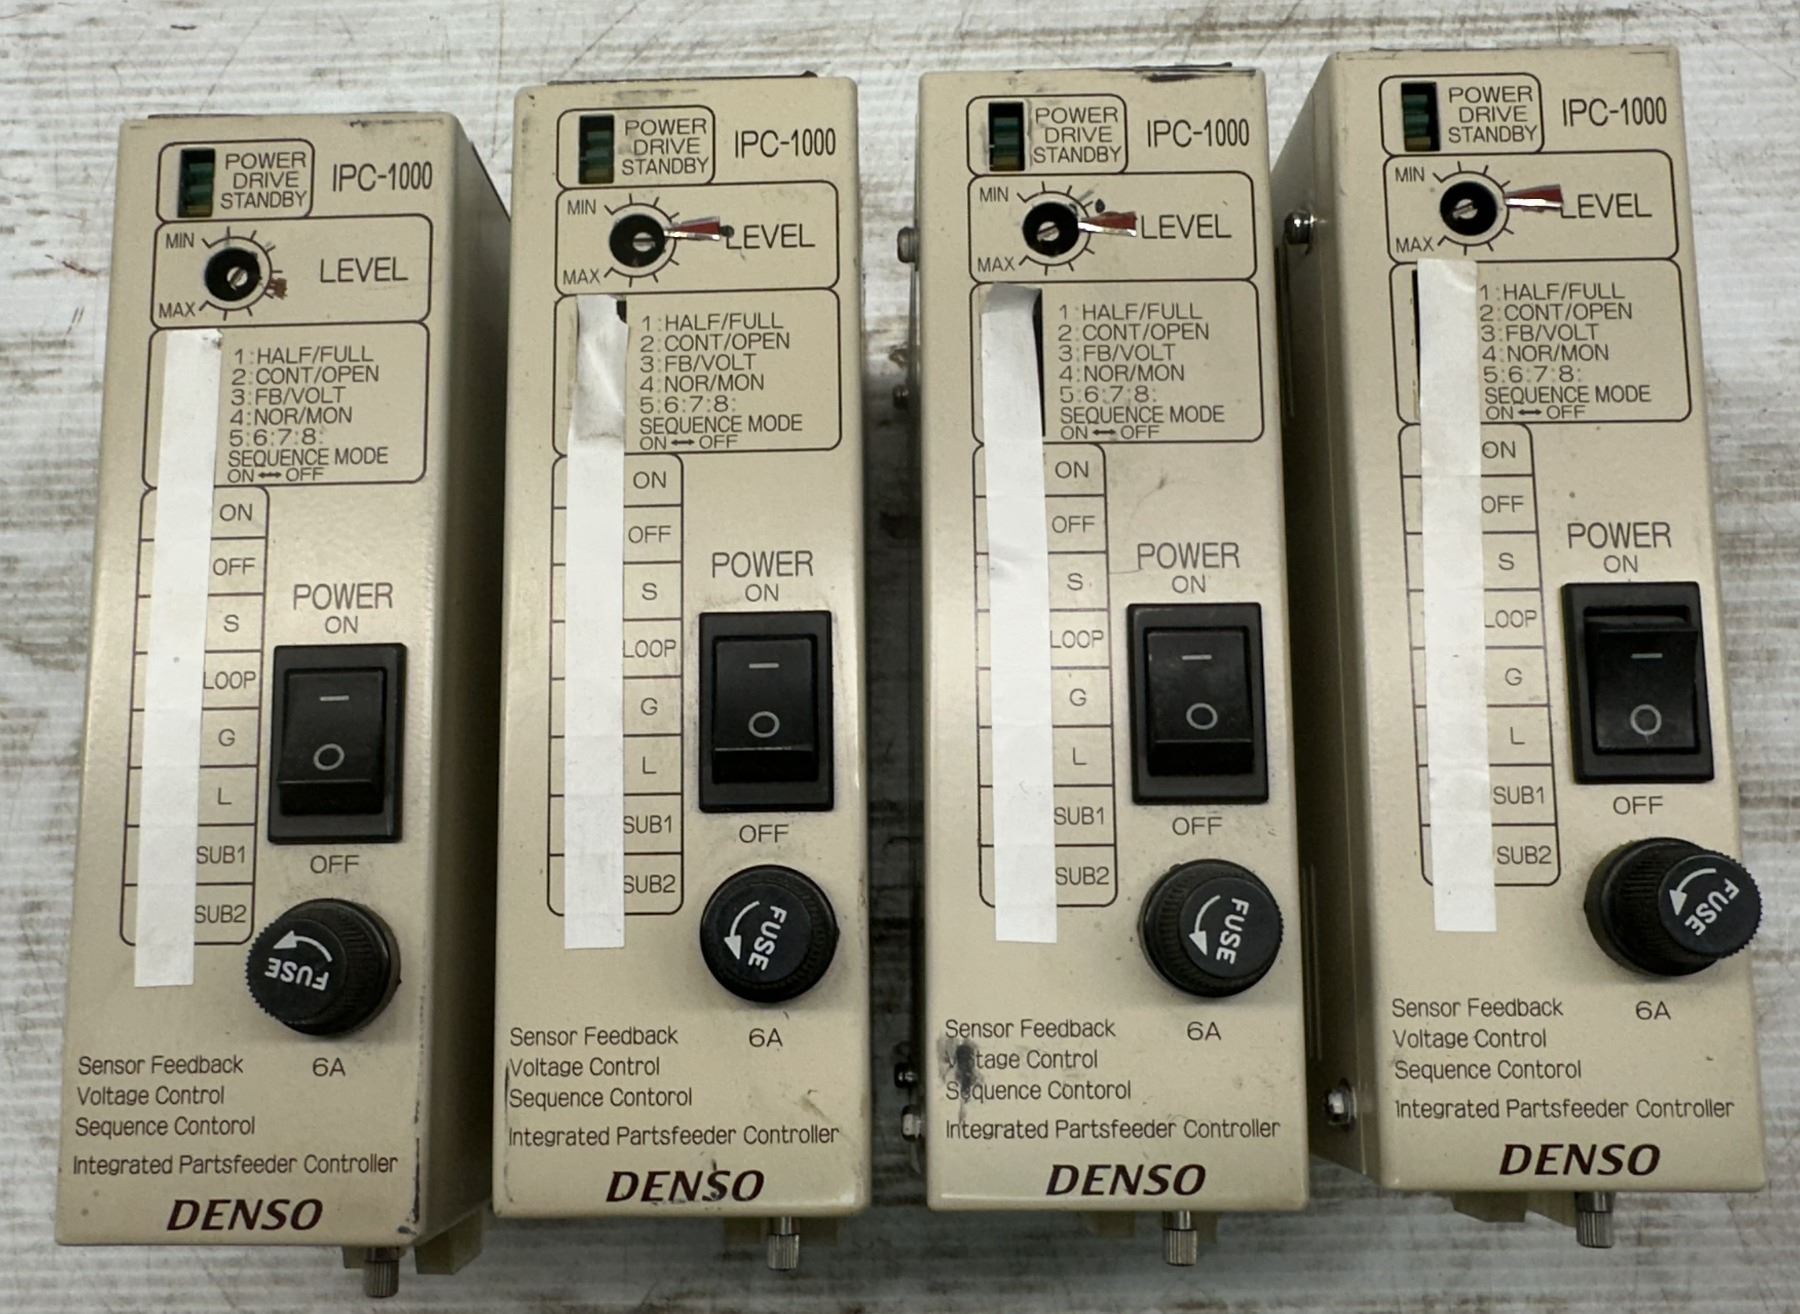 POWER
DRIVE
STANDBY
IPC-1000
MIN
LEVEL
MAX
1:HALF/FULL
2:CONT/OPEN
3:FB/VOLT
4:NOR/MON
5:6:7:8:
SEQUENCE MODE
ON ↔ OFF
ON
OFF
S
LOOP
G
L
SUB1
SUB2
POWER
ON
OFF
FUSE
6A
Sensor Feedback
Voltage Control
Sequence Contorol
Integrated Partsfeeder Controller
DENSO
POWER
DRIVE
STANDBY
IPC-1000
MIN
LEVEL
MAX
1:HALF/FULL
2:CONT/OPEN
3:FB/VOLT
4:NOR/MON
5:6:7:8:
SEQUENCE MODE
ON ↔ OFF
ON
OFF
S
LOOP
G
L
SUB1
SUB2
POWER
ON
OFF
FUSE
6A
Sensor Feedback
Voltage Control
Sequence Contorol
Integrated Partsfeeder Controller
DENSO
POWER
DRIVE
STANDBY
IPC-1000
MIN
LEVEL
MAX
1:HALF/FULL
2:CONT/OPEN
3:FB/VOLT
4:NOR/MON
5:6:7:8:
SEQUENCE MODE
ON ↔ OFF
ON
OFF
S
LOOP
G
L
SUB1
SUB2
POWER
ON
OFF
FUSE
6A
Sensor Feedback
Voltage Control
Sequence Contorol
Integrated Partsfeeder Controller
DENSO
POWER
DRIVE
STANDBY
IPC-1000
MIN
LEVEL
MAX
1:HALF/FULL
2:CONT/OPEN
3:FB/VOLT
4:NOR/MON
5:6:7:8:
SEQUENCE MODE
ON ↔ OFF
ON
OFF
S
LOOP
G
L
SUB1
SUB2
POWER
ON
OFF
FUSE
6A
Sensor Feedback
Voltage Control
Sequence Contorol
Integrated Partsfeeder Controller
DENSO